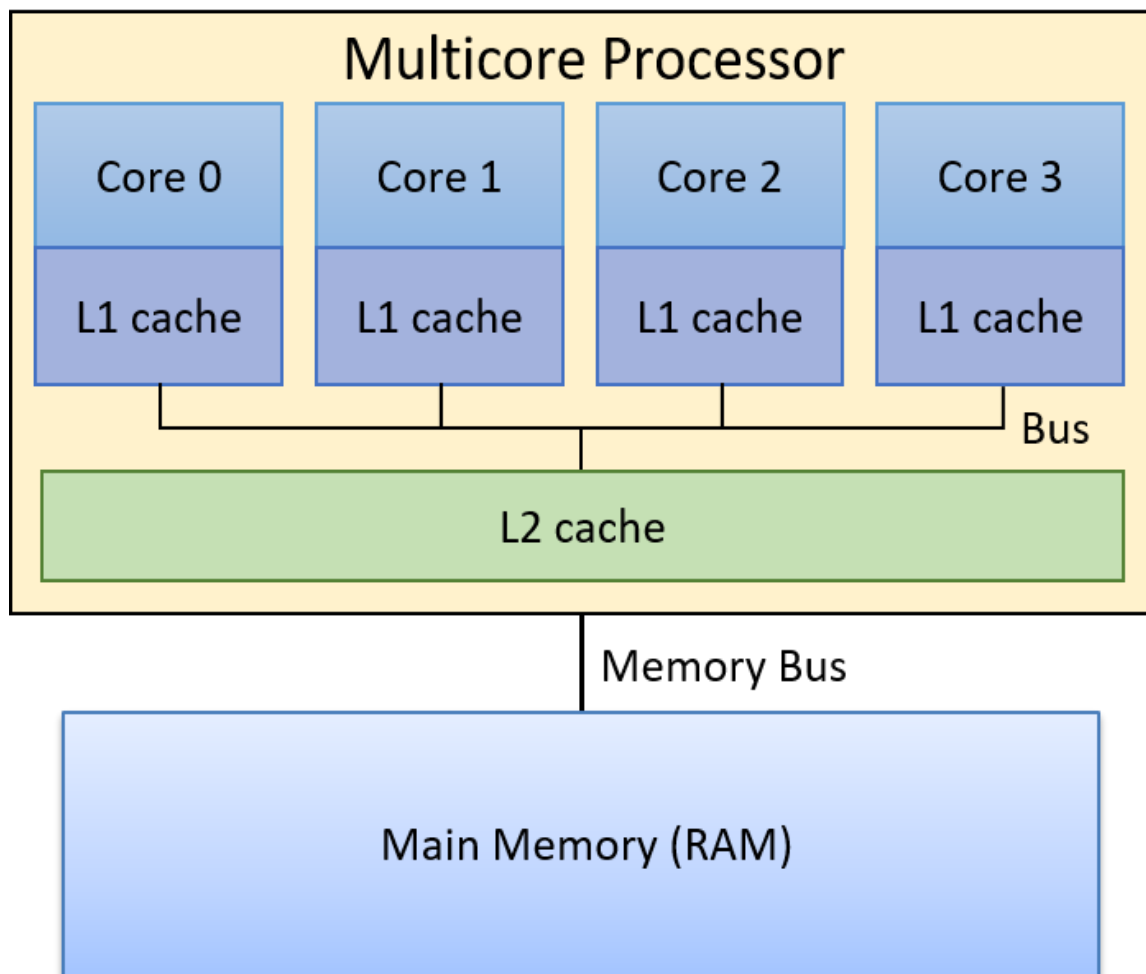 Multicore Processor
Core 0
Core 1
Core 2
Core 3
L1 cache
L1 cache
L1 cache
L1 cache
Bus
L2 cache
Memory Bus
Main Memory (RAM)